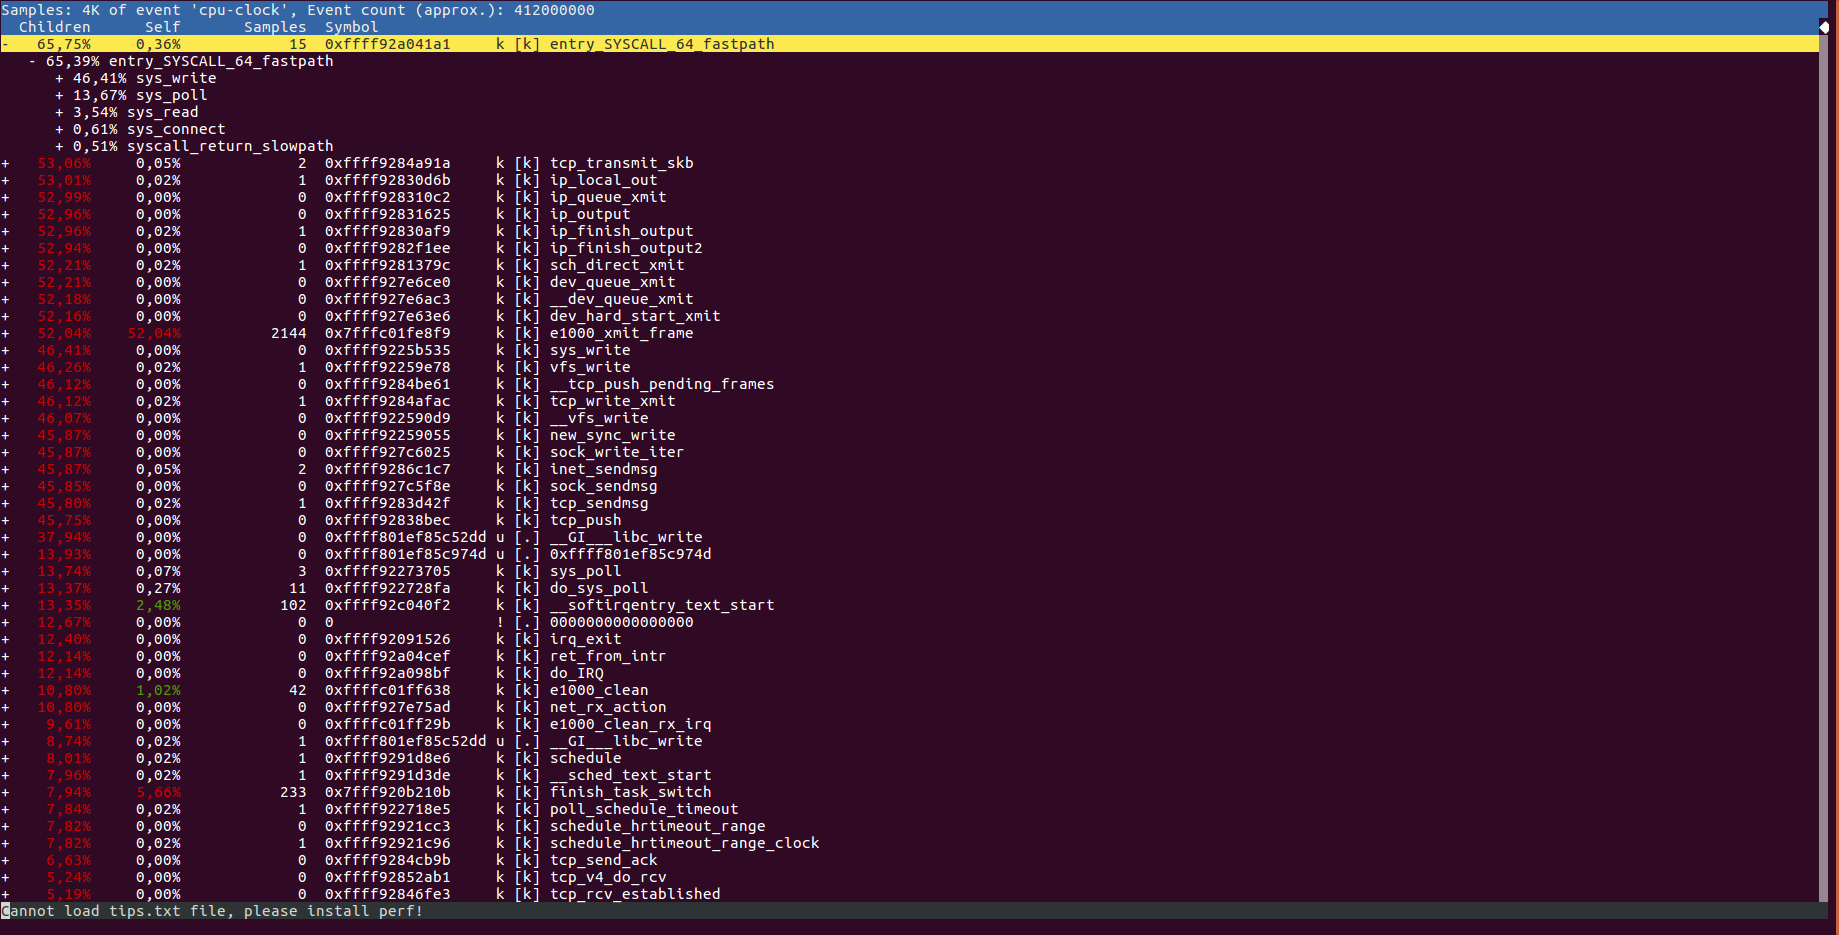 Samples: 4K of event 'cpu-clock', Event count (approx.): 412000000
  Children      Self       Samples  Symbol
-   65,75%     0,36%            15  0xffff92a041a1     k [k] entry_SYSCALL_64_fastpath
   - 65,39% entry_SYSCALL_64_fastpath
      + 46,41% sys_write
      + 13,67% sys_poll
      + 3,54% sys_read
      + 0,61% sys_connect
      + 0,51% syscall_return_slowpath
+   53,06%     0,05%             2  0xffff9284a91a     k [k] tcp_transmit_skb
+   53,01%     0,02%             1  0xffff92830d6b     k [k] ip_local_out
+   52,99%     0,00%             0  0xffff928310c2     k [k] ip_queue_xmit
+   52,96%     0,00%             0  0xffff92831625     k [k] ip_output
+   52,96%     0,02%             1  0xffff92830af9     k [k] ip_finish_output
+   52,94%     0,00%             0  0xffff9282f1ee     k [k] ip_finish_output2
+   52,21%     0,02%             1  0xffff9281379c     k [k] sch_direct_xmit
+   52,21%     0,00%             0  0xffff927e6ce0     k [k] dev_queue_xmit
+   52,18%     0,00%             0  0xffff927e6ac3     k [k] __dev_queue_xmit
+   52,16%     0,00%             0  0xffff927e63e6     k [k] dev_hard_start_xmit
+   52,04%    52,04%          2144  0x7fffc01fe8f9     k [k] e1000_xmit_frame
+   46,41%     0,00%             0  0xffff9225b535     k [k] sys_write
+   46,26%     0,02%             1  0xffff92259e78     k [k] vfs_write
+   46,12%     0,00%             0  0xffff9284be61     k [k] __tcp_push_pending_frames
+   46,12%     0,02%             1  0xffff9284afac     k [k] tcp_write_xmit
+   46,07%     0,00%             0  0xffff922590d9     k [k] __vfs_write
+   45,87%     0,00%             0  0xffff92259055     k [k] new_sync_write
+   45,87%     0,00%             0  0xffff927c6025     k [k] sock_write_iter
+   45,87%     0,05%             2  0xffff9286c1c7     k [k] inet_sendmsg
+   45,85%     0,00%             0  0xffff927c5f8e     k [k] sock_sendmsg
+   45,80%     0,02%             1  0xffff9283d42f     k [k] tcp_sendmsg
+   45,75%     0,00%             0  0xffff92838bec     k [k] tcp_push
+   37,94%     0,00%             0  0xffff801ef85c52dd u [.] __GI___libc_write
+   13,93%     0,00%             0  0xffff801ef85c974d u [.] 0xffff801ef85c974d
+   13,74%     0,07%             3  0xffff92273705     k [k] sys_poll
+   13,37%     0,27%            11  0xffff922728fa     k [k] do_sys_poll
+   13,35%     2,48%           102  0xffff92c040f2     k [k] __softirqentry_text_start
+   12,67%     0,00%             0  0                  ! [.] 0000000000000000
+   12,40%     0,00%             0  0xffff92091526     k [k] irq_exit
+   12,14%     0,00%             0  0xffff92a04cef     k [k] ret_from_intr
+   12,14%     0,00%             0  0xffff92a098bf     k [k] do_IRQ
+   10,80%     1,02%            42  0xffffc01ff638     k [k] e1000_clean
+   10,80%     0,00%             0  0xffff927e75ad     k [k] net_rx_action
+    9,61%     0,00%             0  0xffffc01ff29b     k [k] e1000_clean_rx_irq
+    8,74%     0,02%             1  0xffff801ef85c52dd u [.] __GI___libc_write
+    8,01%     0,02%             1  0xffff9291d8e6     k [k] schedule
+    7,96%     0,02%             1  0xffff9291d3de     k [k] __sched_text_start
+    7,94%     5,66%           233  0x7fff920b210b     k [k] finish_task_switch
+    7,84%     0,02%             1  0xffff922718e5     k [k] poll_schedule_timeout
+    7,82%     0,00%             0  0xffff92921cc3     k [k] schedule_hrtimeout_range
+    7,82%     0,02%             1  0xffff92921c96     k [k] schedule_hrtimeout_range_clock
+    6,63%     0,00%             0  0xffff9284cb9b     k [k] tcp_send_ack
+    5,24%     0,00%             0  0xffff92852ab1     k [k] tcp_v4_do_rcv
+    5,19%     0,00%             0  0xffff92846fe3     k [k] tcp_rcv_established
Cannot load tips.txt file, please install perf!